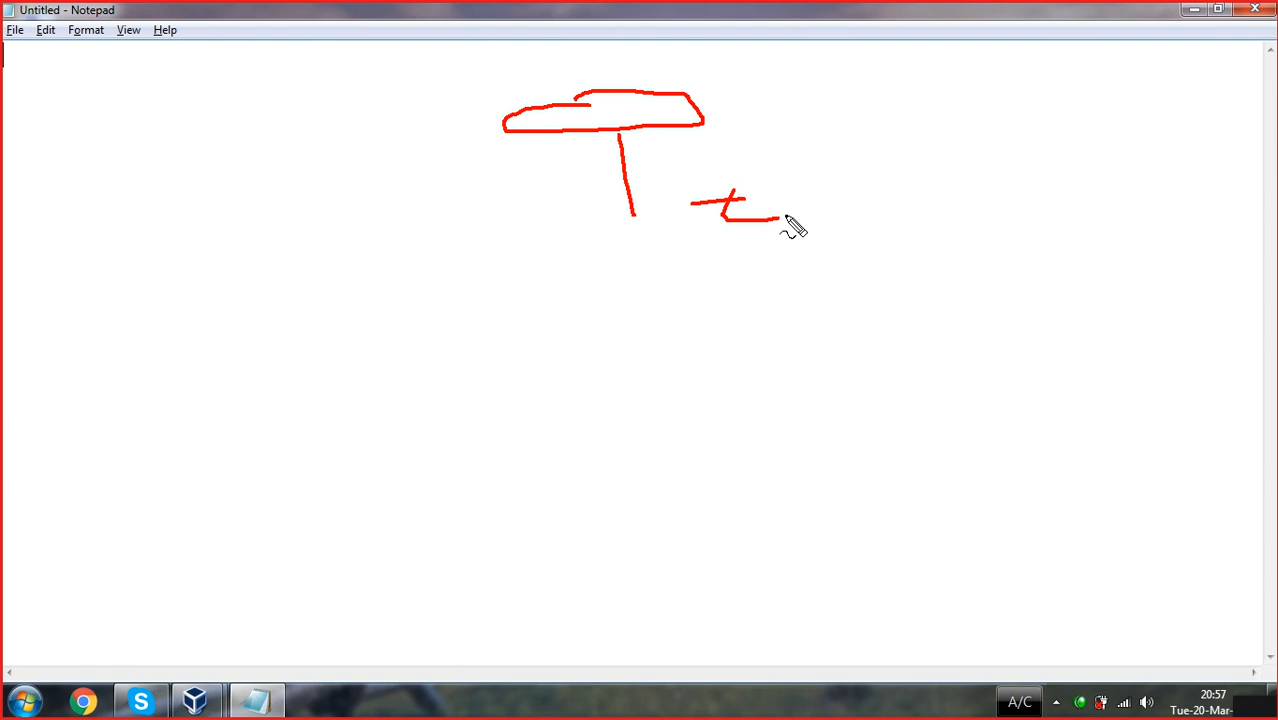 Untitled - Notepad
File Edit Format View Help
t
A/C
20:57
Tue-20-Mar-